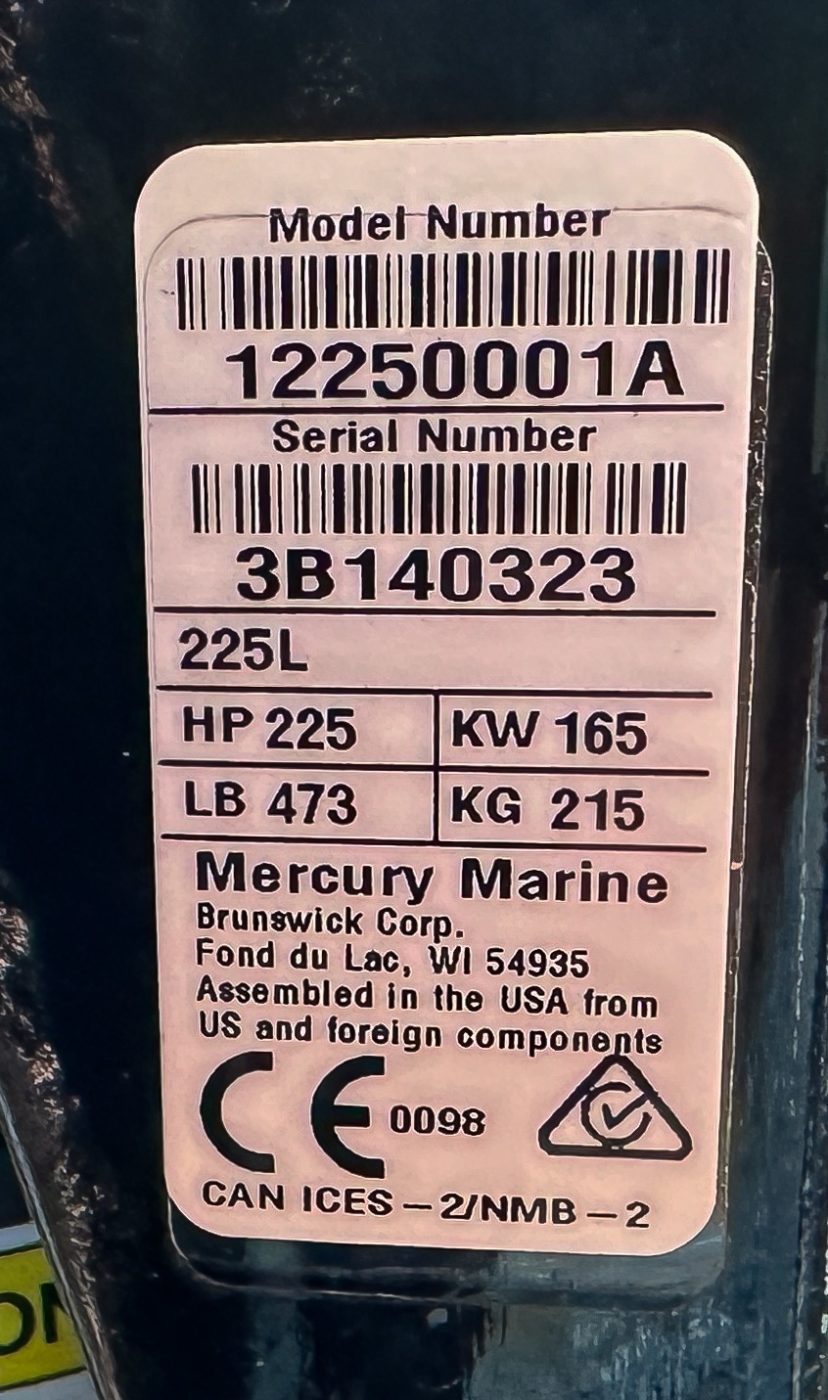 Model Number
12250001A
Serial Number
3B140323
225L
HP 225 KW 165
LB 473 KG 215
Mercury Marine
Brunswick Corp.
Fond du Lac, WI 54935
Assembled in the USA from
US and foreign components
CE 0098
CAN ICES – 2/NMB – 2